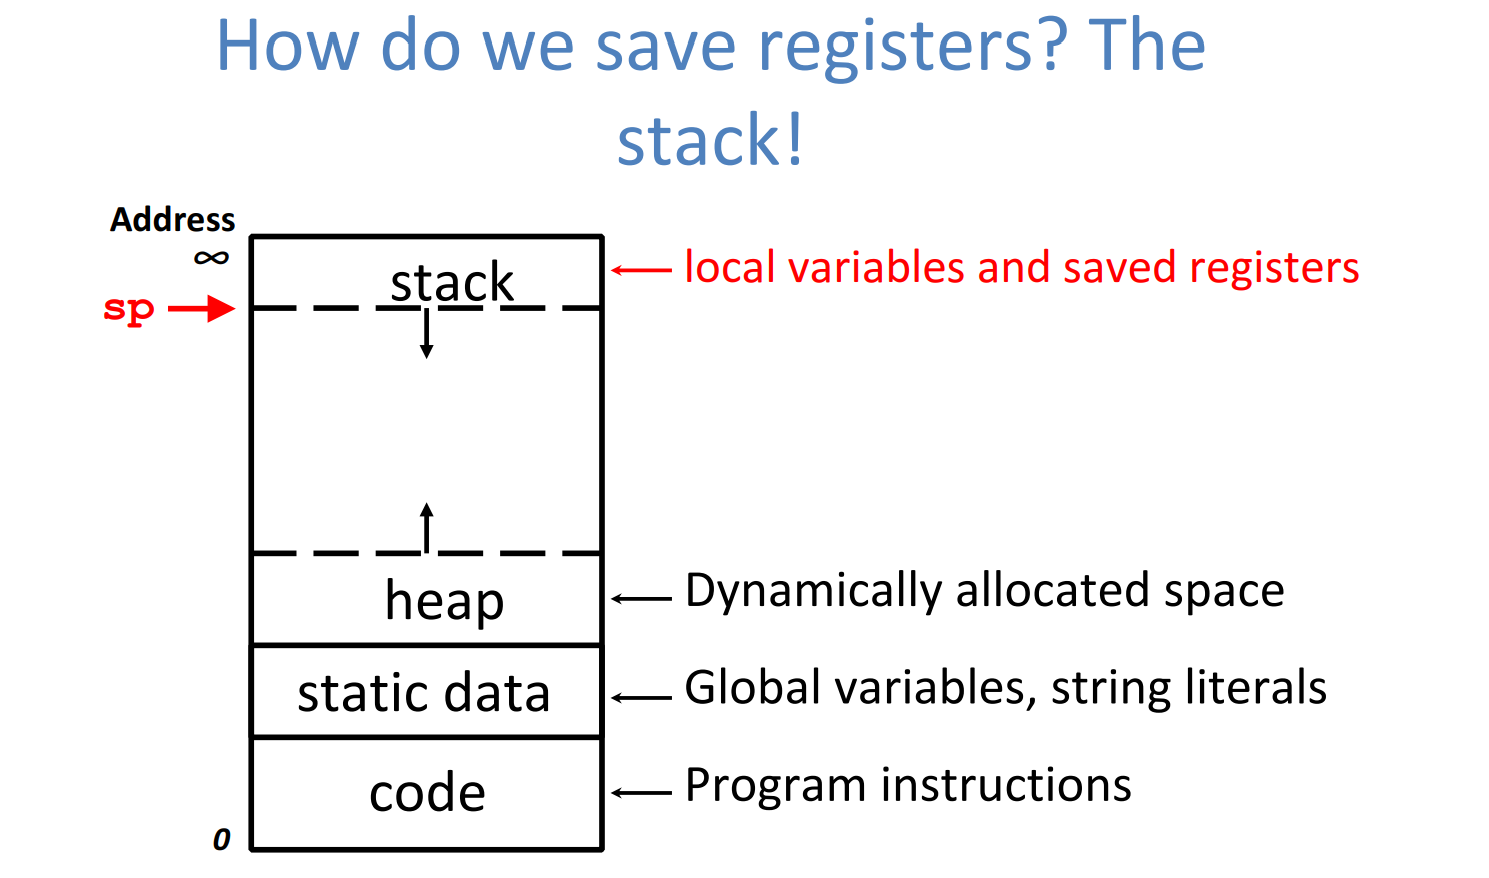 How do we save registers? The
stack!
Address
∞
stack
local variables and saved registers
sp
heap
Dynamically allocated space
static data
Global variables, string literals
code
Program instructions
0